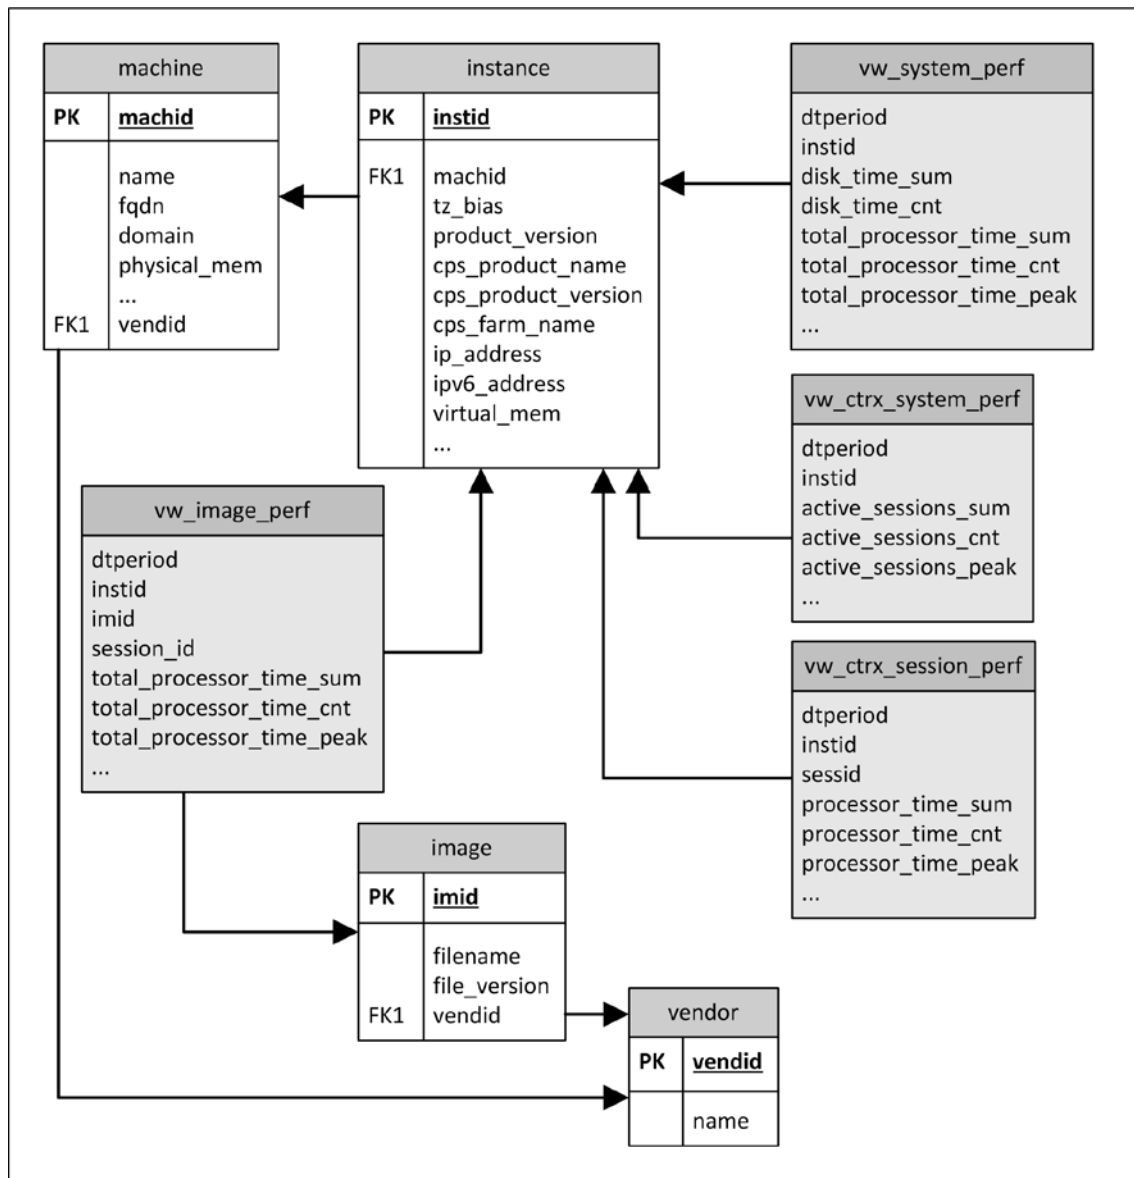 machine
PK machid
name
fqdn
domain
physical_mem
...
FK1 vendid
instance
PK instid
FK1 machid
tz_bias
product_version
cps_product_name
cps_product_version
cps_farm_name
ip_address
ipv6_address
virtual_mem
...
vw_system_perf
dtperiod
instid
disk_time_sum
disk_time_cnt
total_processor_time_sum
total_processor_time_cnt
total_processor_time_peak
...
vw_ctrx_system_perf
dtperiod
instid
active_sessions_sum
active_sessions_cnt
active_sessions_peak
...
vw_image_perf
dtperiod
instid
imid
session_id
total_processor_time_sum
total_processor_time_cnt
total_processor_time_peak
...
vw_ctrx_session_perf
dtperiod
instid
sessid
processor_time_sum
processor_time_cnt
processor_time_peak
...
image
PK imid
filename
file_version
FK1 vendid
vendor
PK vendid
name